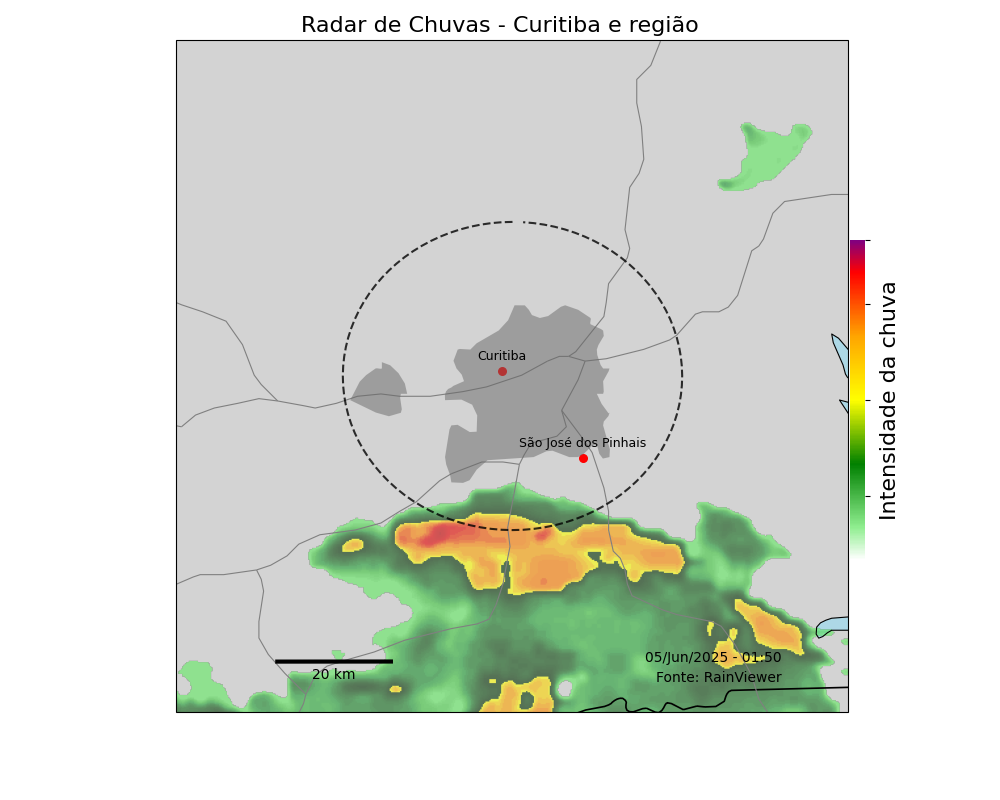 Radar de Chuvas - Curitiba e região
Curitiba
São José dos Pinhais
Intensidade da chuva
05/Jun/2025 - 01:50
20 km
Fonte: RainViewer